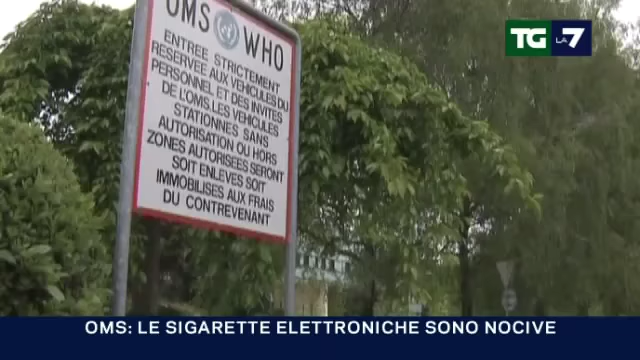 OMS WHO
ENTREE STRICTEMENT
RESERVEE AUX VEHICULES DU
PERSONNEL ET DES INVITES
DE L'OMS.LES VEHICULES
STATIONNES SANS
AUTORISATION OU HORS
ZONES AUTORISEES SERONT
SOIT ENLEVES SOIT
IMMOBILISES AUX FRAIS
DU CONTREVENANT
TG LA7
OMS: LE SIGARETTE ELETTRONICHE SONO NOCIVE